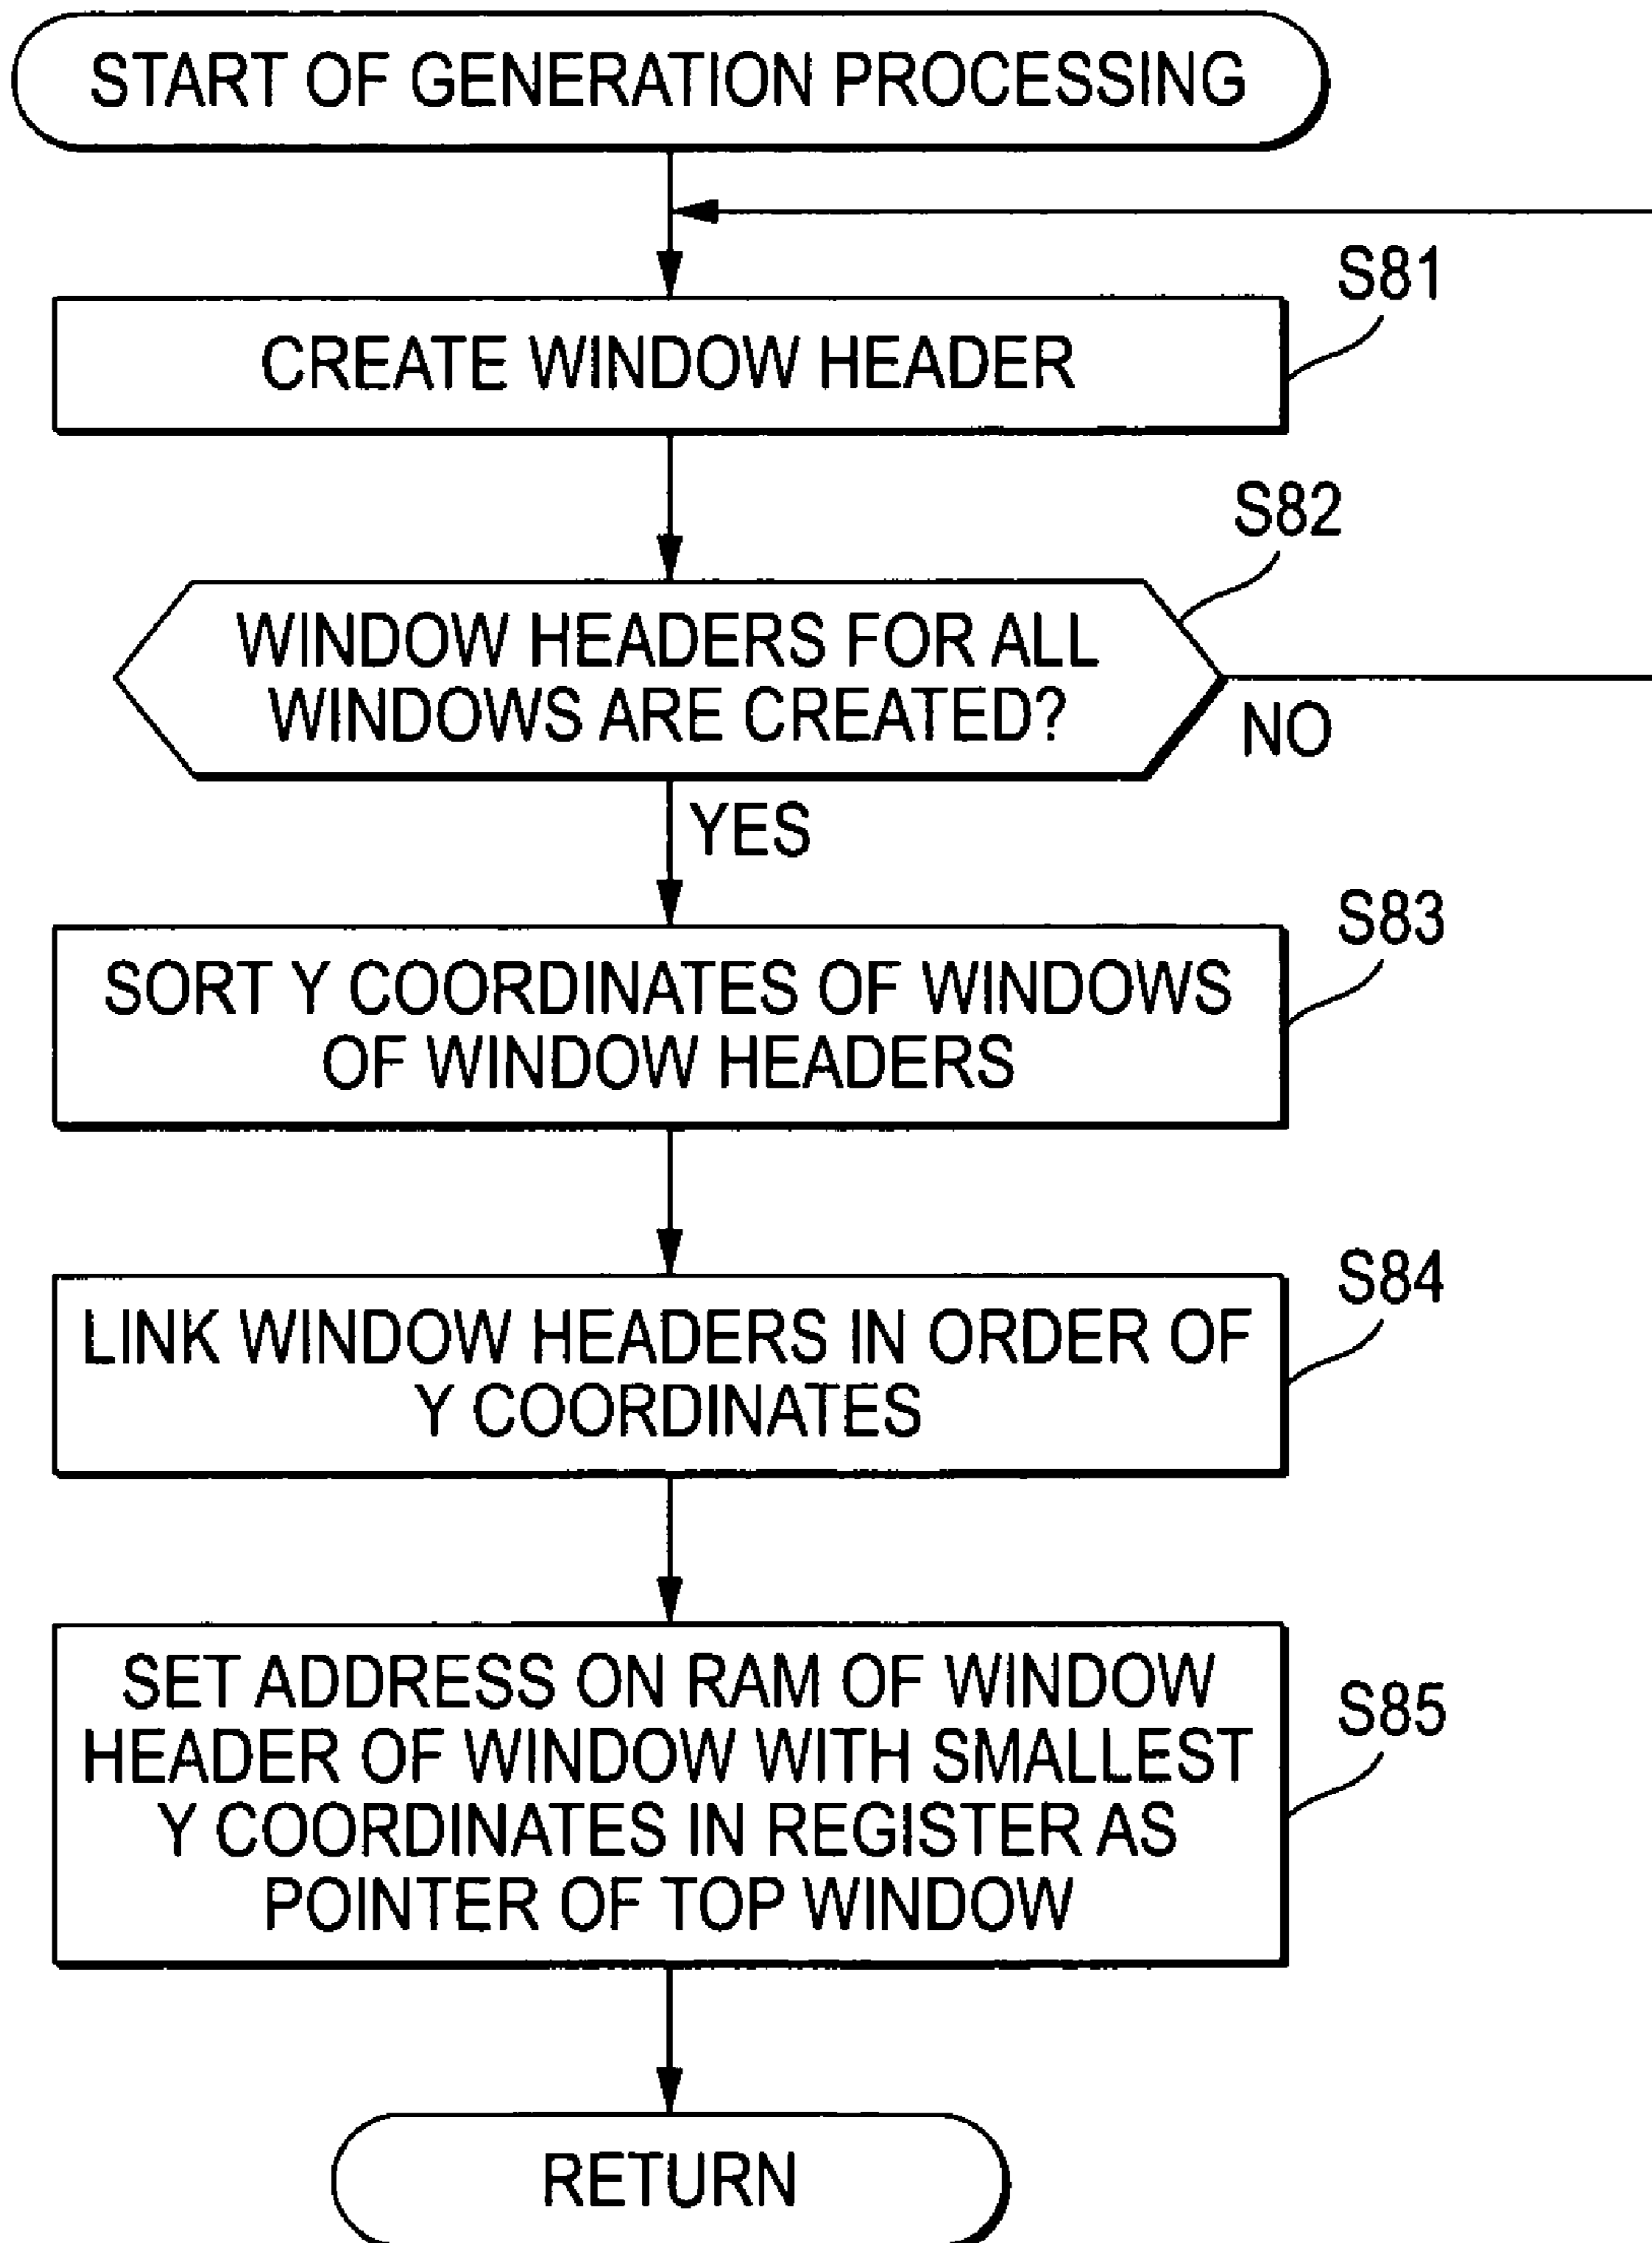 START OF GENERATION PROCESSING
S81
CREATE WINDOW HEADER
S82
WINDOW HEADERS FOR ALL
WINDOWS ARE CREATED?
NO
YES
S83
SORT Y COORDINATES OF WINDOWS
OF WINDOW HEADERS
S84
LINK WINDOW HEADERS IN ORDER OF
Y COORDINATES
SET ADDRESS ON RAM OF WINDOW
S85
HEADER OF WINDOW WITH SMALLEST
Y COORDINATES IN REGISTER AS
POINTER OF TOP WINDOW
RETURN